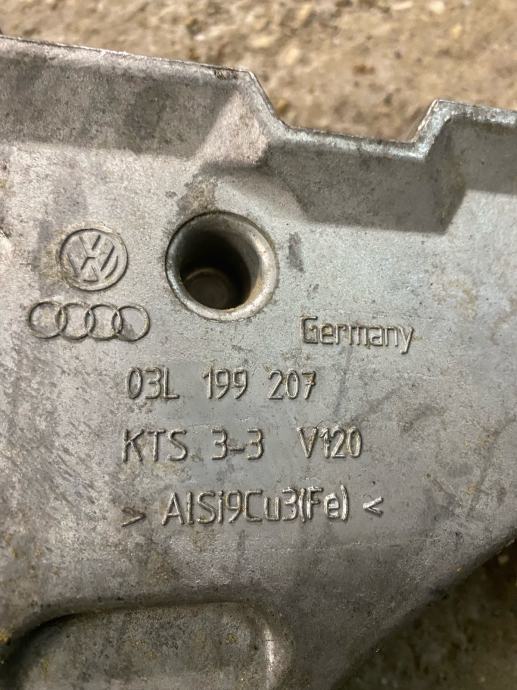 Germany
03L 199 207
KTS 3-3 V120
> AlSi9Cu3(Fe) <